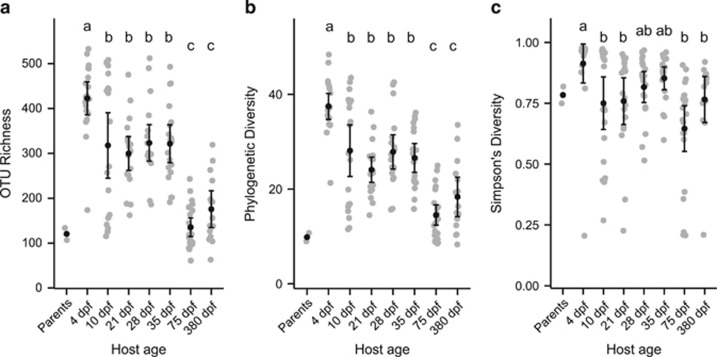 a
a
b b b b
c c
500
400
300
200
100
0
OTU Richness
Parents
4 dpf
10 dpf
21 dpf
28 dpf
35 dpf
75 dpf
380 dpf
Host age
b
a
b b b b
c c
40
20
0
Phylogenetic Diversity
Parents
4 dpf
10 dpf
21 dpf
28 dpf
35 dpf
75 dpf
380 dpf
Host age
c
a
b b ab ab b b
1.00
0.75
0.50
0.25
0.00
Simpson's Diversity
Parents
4 dpf
10 dpf
21 dpf
28 dpf
35 dpf
75 dpf
380 dpf
Host age